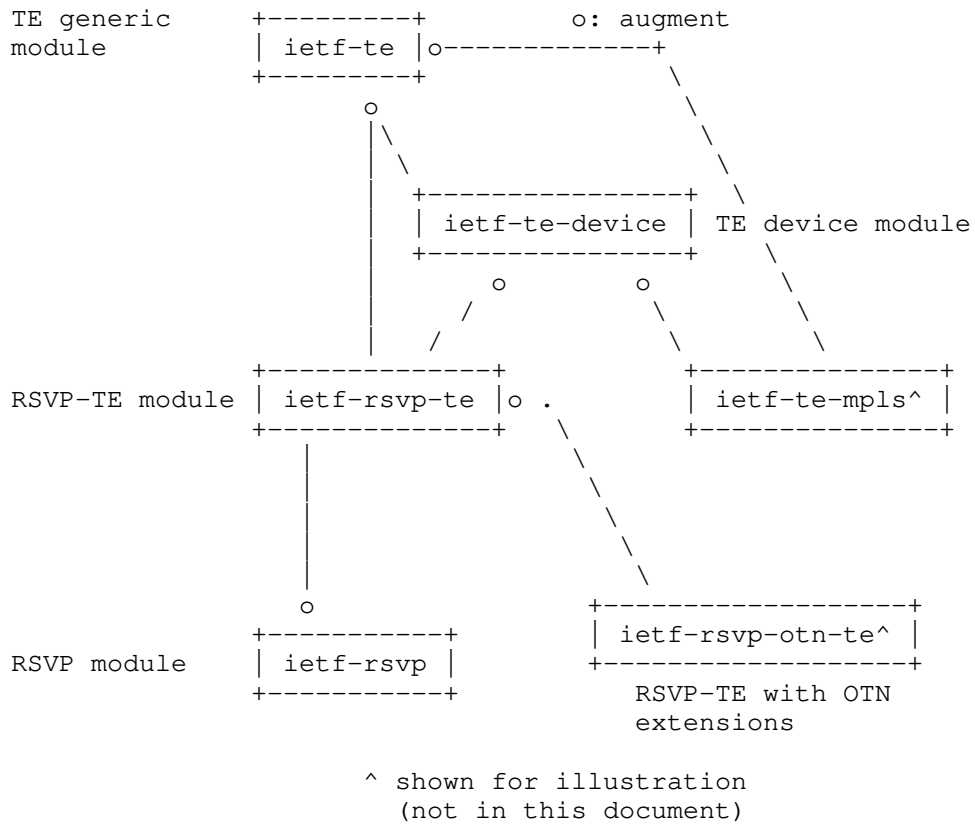 TE generic module ietf-te o: augment
ietf-te-device TE device module
RSVP-TE module ietf-rsvp-te ietf-te-mpls^
RSVP module ietf-rsvp ietf-rsvp-otn-te^
RSVP-TE with OTN
extensions
^ shown for illustration
(not in this document)